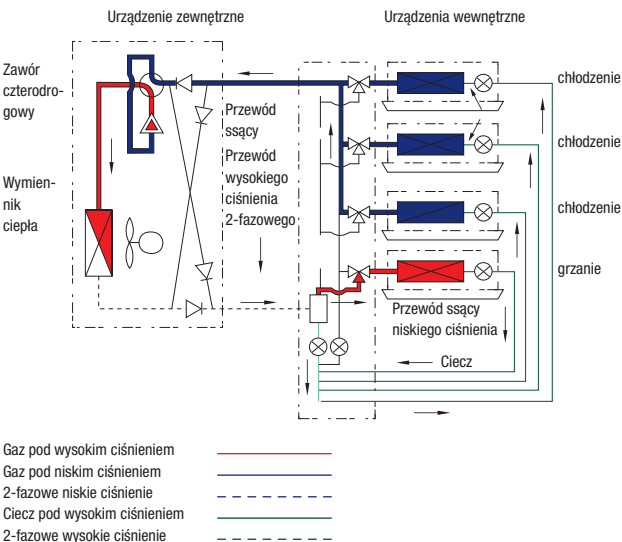 Urządzenie zewnętrzne
Urządzenia wewnętrzne
Zawór
czterodro-
gowy
Wymien-
nik
ciepła
Przewód
ssący
Przewód
wysokiego
ciśnienia
2-fazowego
chłodzenie
chłodzenie
chłodzenie
grzanie
Przewód ssący
niskiego ciśnienia
Ciecz
Gaz pod wysokim ciśnieniem
Gaz pod niskim ciśnieniem
2-fazowe niskie ciśnienie
Ciecz pod wysokim ciśnieniem
2-fazowe wysokie ciśnienie